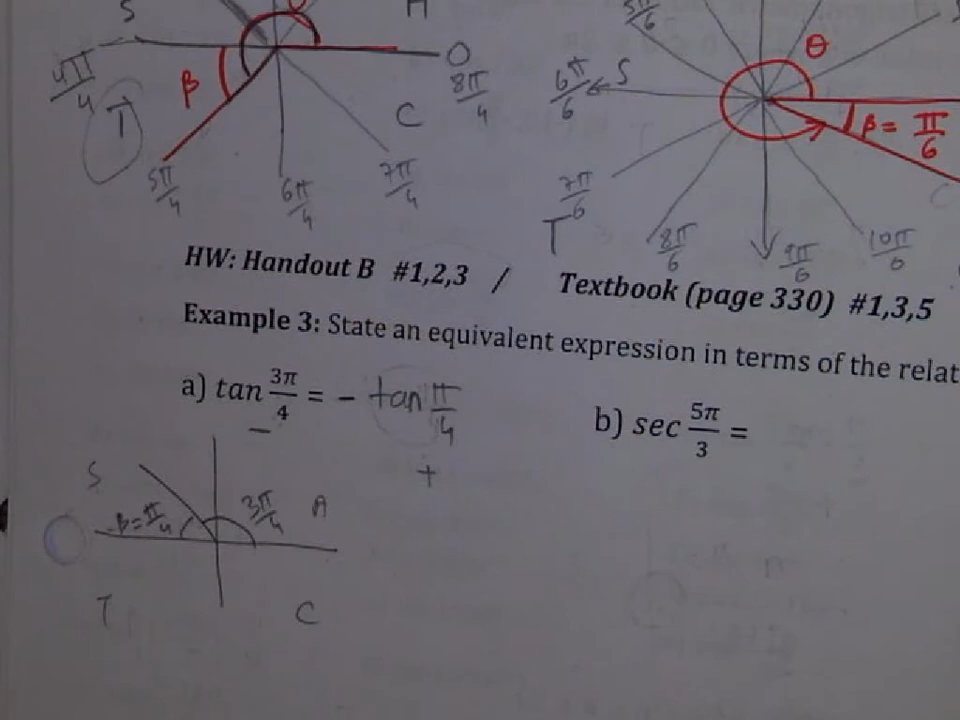 S
A
θ
4π/4
β
O
8π/4
T
C
5π/4
6π/4
7π/4
5π/6
θ
6π/6
S
β = π/6
7π/6
T
8π/6
9π/6
10π/6
C
HW: Handout B #1,2,3 / Textbook (page 330) #1,3,5
Example 3: State an equivalent expression in terms of the relat
a) tan 3π/4 = - tan π/4
b) sec 5π/3 =
–
+
S
β = π/4
3π/4
A
T
C